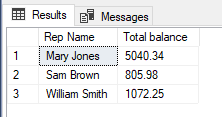 Results Messages
Rep Name Total balance
1 Mary Jones 5040.34
2 Sam Brown 805.98
3 William Smith 1072.25